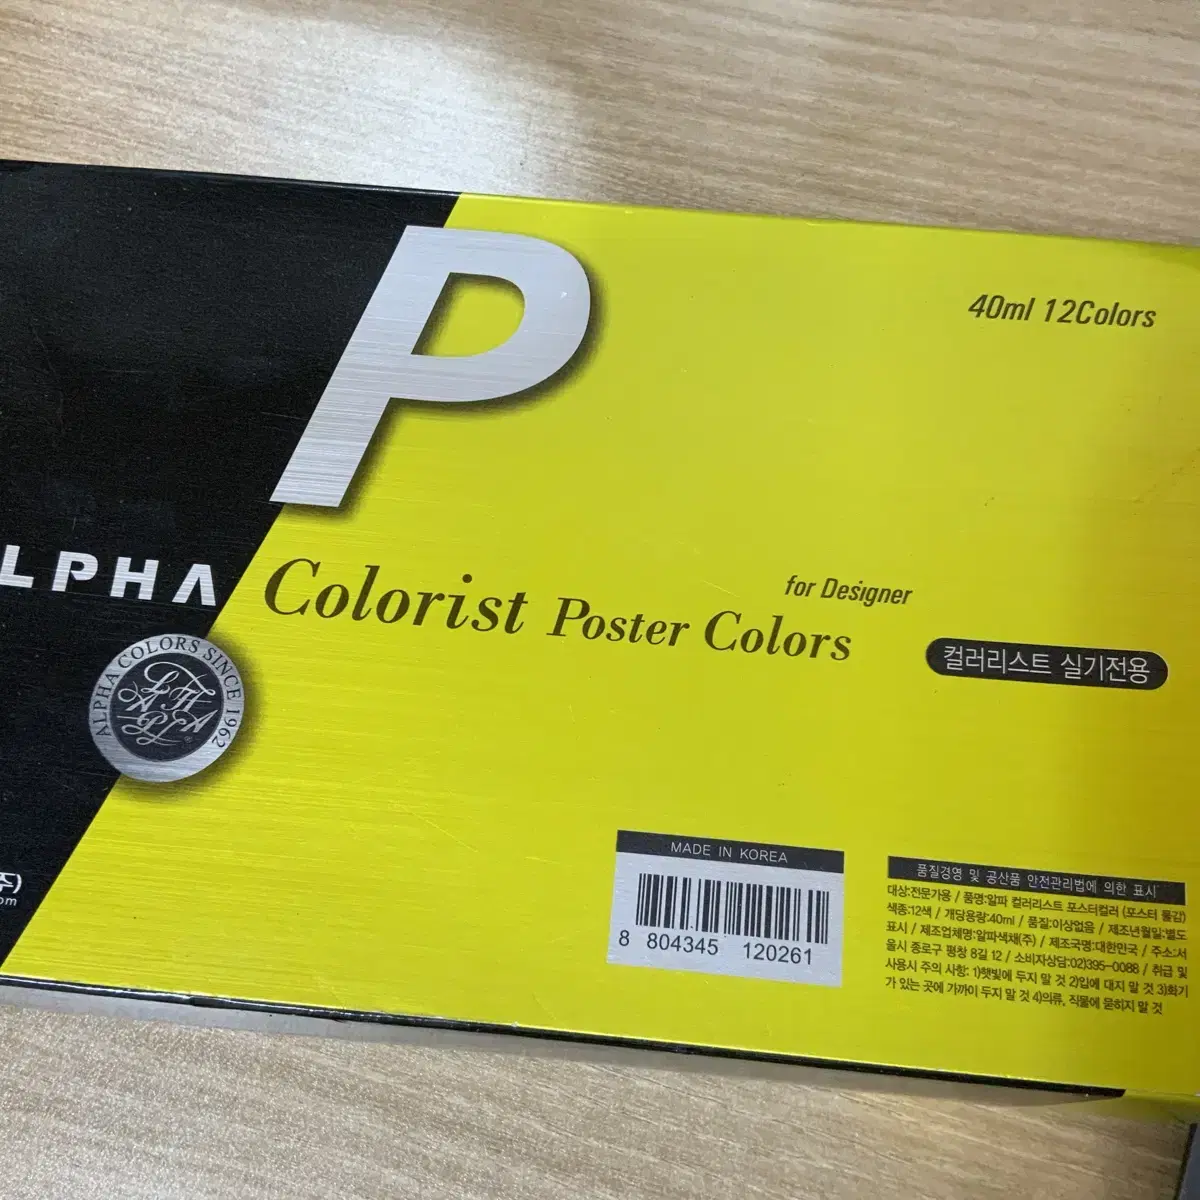 P
40ml 12Colors
LPHA
for Designer
Colorist Poster Colors
컬러리스트 실기전용
ALPHA COLORS SINCE 1962
MADE IN KOREA
8 804345 120261
품질경영 및 공산품 안전관리법에 의한 표시
대상:전문가용 / 품명:알파 컬러리스트 포스터컬러 (포스터 물감)
색종:12색 / 개당용량:40ml / 품질:이상없음 / 제조년월일:별도
표시 / 제조업체명:알파색채(주) / 제조국명:대한민국 / 주소:서
울시 종로구 평창 8길 12 / 소비자상담:02)395-0088 / 취급 및
사용시 주의 사항: 1)햇빛에 두지 말 것 2)입에 대지 말 것 3)화기
가 있는 곳에 가까이 두지 말 것 4)의류, 직물에 묻히지 말 것
주)
om